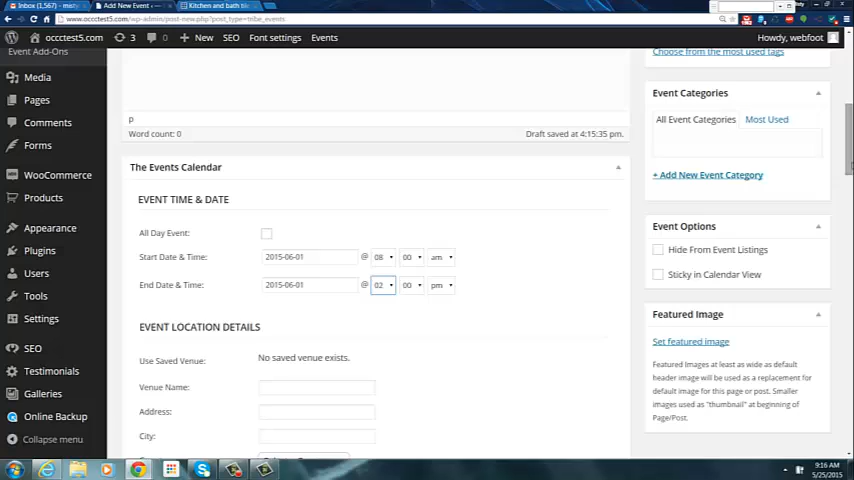 Inbox (1,567) - misty
Add New Event ‹ —
Kitchen and bath tile
www.occctest5.com/wp-admin/post-new.php?post_type=tribe_events
occctest5.com
3
0
+ New
SEO
Font settings
Events
Howdy, webfoot
Event Add-Ons
Media
Pages
Comments
Forms
WooCommerce
Products
Appearance
Plugins
Users
Tools
Settings
SEO
Testimonials
Galleries
Online Backup
Collapse menu
p
Word count: 0
Draft saved at 4:15:35 pm.
The Events Calendar
EVENT TIME & DATE
All Day Event:
Start Date & Time: 2015-06-01 @ 08 00 am
End Date & Time: 2015-06-01 @ 02 00 pm
EVENT LOCATION DETAILS
Use Saved Venue: No saved venue exists.
Venue Name:
Address:
City:
Choose from the most used tags
Event Categories
All Event Categories
Most Used
+ Add New Event Category
Event Options
Hide From Event Listings
Sticky in Calendar View
Featured Image
Set featured image
Featured Images at least as wide as default
header image will be used as a replacement for
default image for this page or post. Smaller
images used as "thumbnail" at beginning of
Page/Post.
9:16 AM
5/25/2015